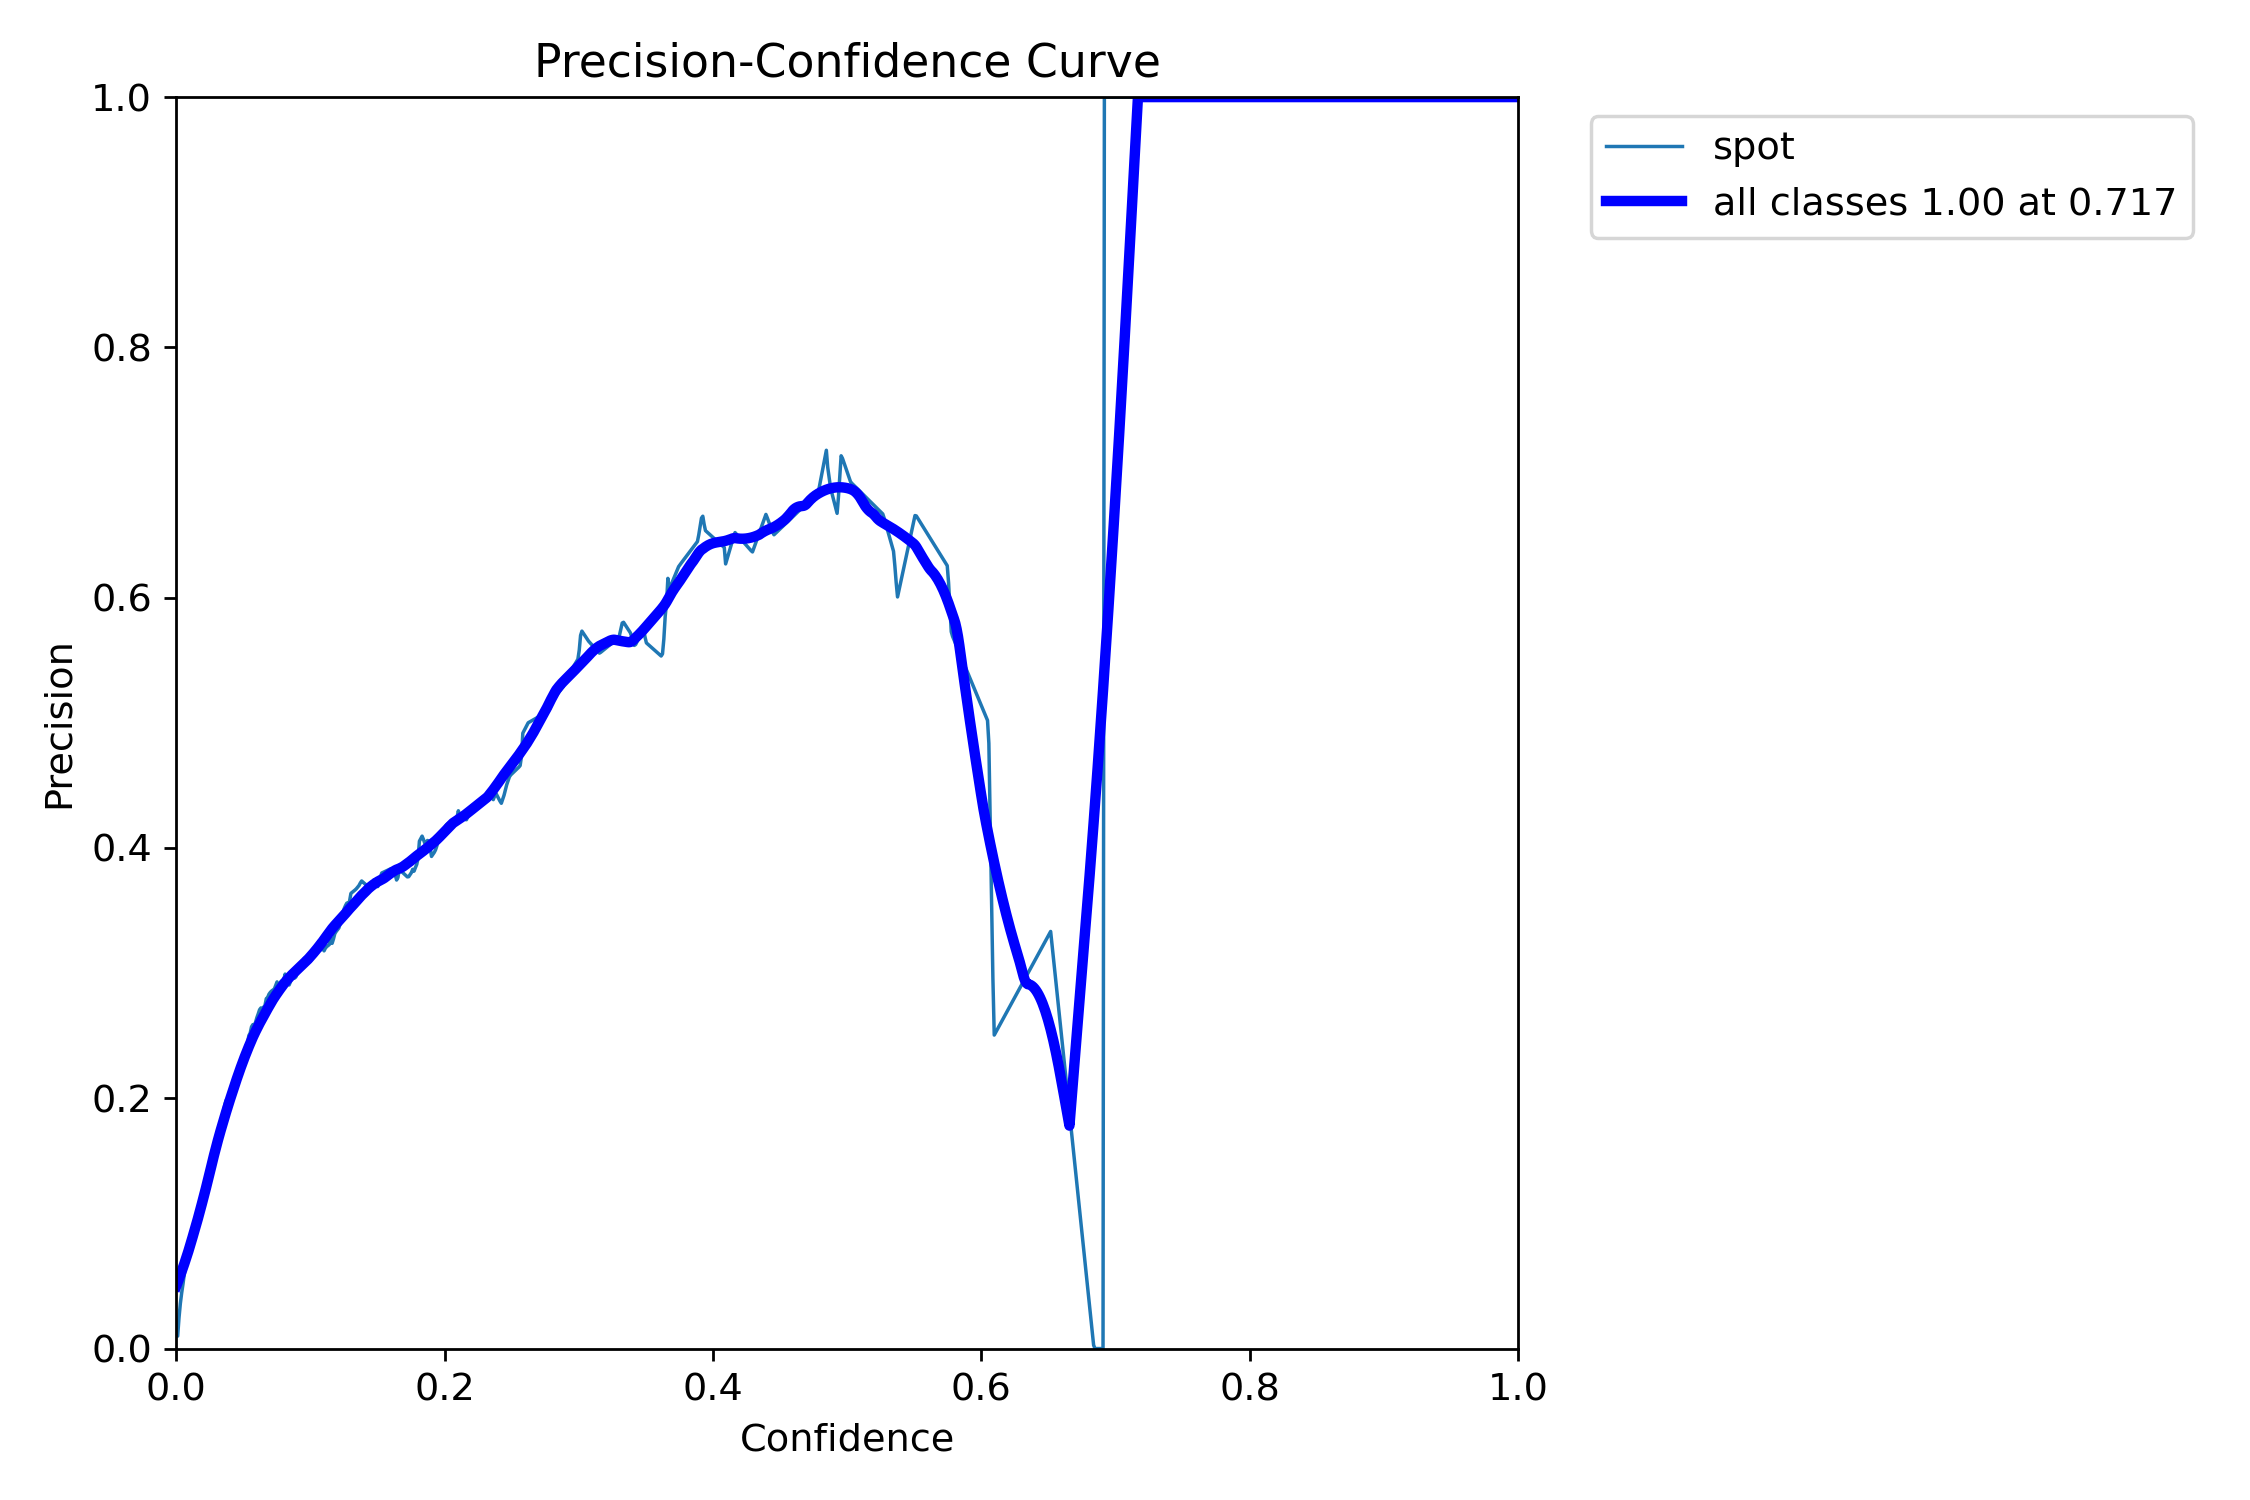 Precision-Confidence Curve
1.0
0.8
0.6
0.4
0.2
0.0
Precision
0.0 0.2 0.4 0.6 0.8 1.0
Confidence
spot
all classes 1.00 at 0.717